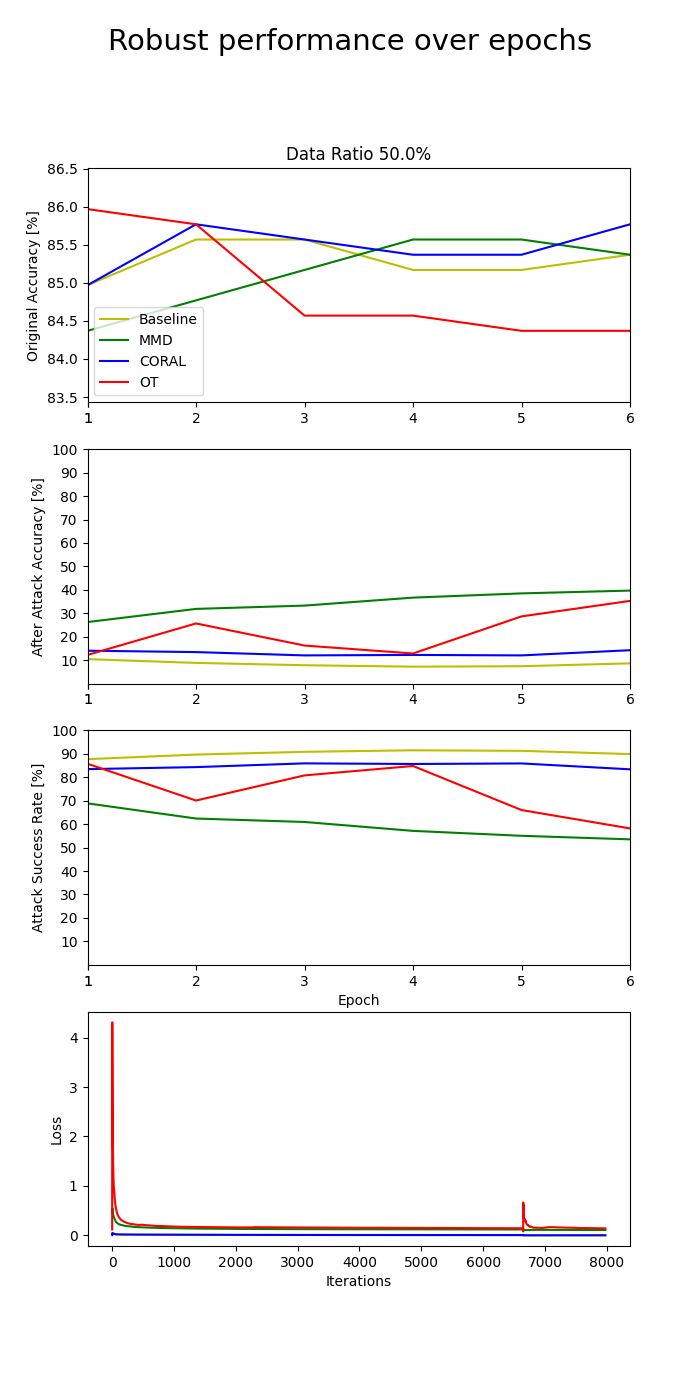 Robust performance over epochs
Data Ratio 50.0%
Original Accuracy [%]
86.5
86.0
85.5
85.0
84.5
84.0
83.5
Baseline
MMD
CORAL
OT
1 2 3 4 5 6
After Attack Accuracy [%]
100
90
80
70
60
50
40
30
20
10
1 2 3 4 5 6
Attack Success Rate [%]
100
90
80
70
60
50
40
30
20
10
1 2 3 4 5 6
Epoch
Loss
4
3
2
1
0
0 1000 2000 3000 4000 5000 6000 7000 8000
Iterations